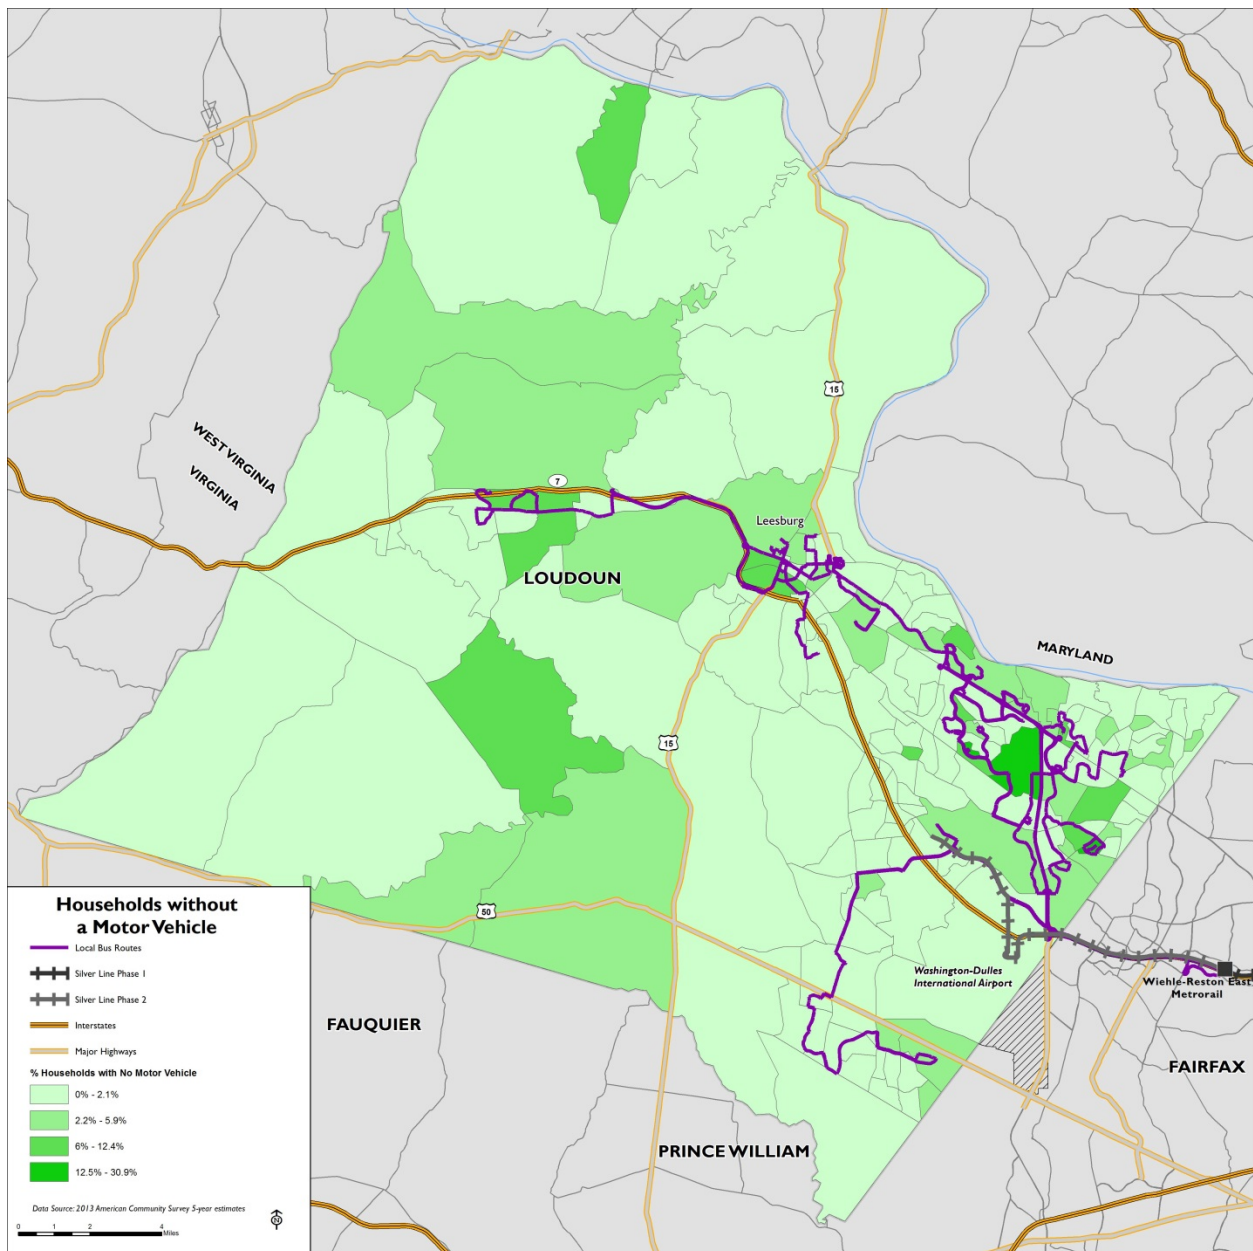 15
WEST VIRGINIA
VIRGINIA
7
Leesburg
LOUDOUN
MARYLAND
15
50
Washington-Dulles
International Airport
Wiehle-Reston East
Metrorail
FAUQUIER
FAIRFAX
PRINCE WILLIAM
Households without
a Motor Vehicle
Local Bus Routes
Silver Line Phase 1
Silver Line Phase 2
Interstates
Major Highways
% Households with No Motor Vehicle
0% - 2.1%
2.2% - 5.9%
6% - 12.4%
12.5% - 30.9%
Data Source: 2013 American Community Survey 5-year estimates
0 1 2 4
Miles
N